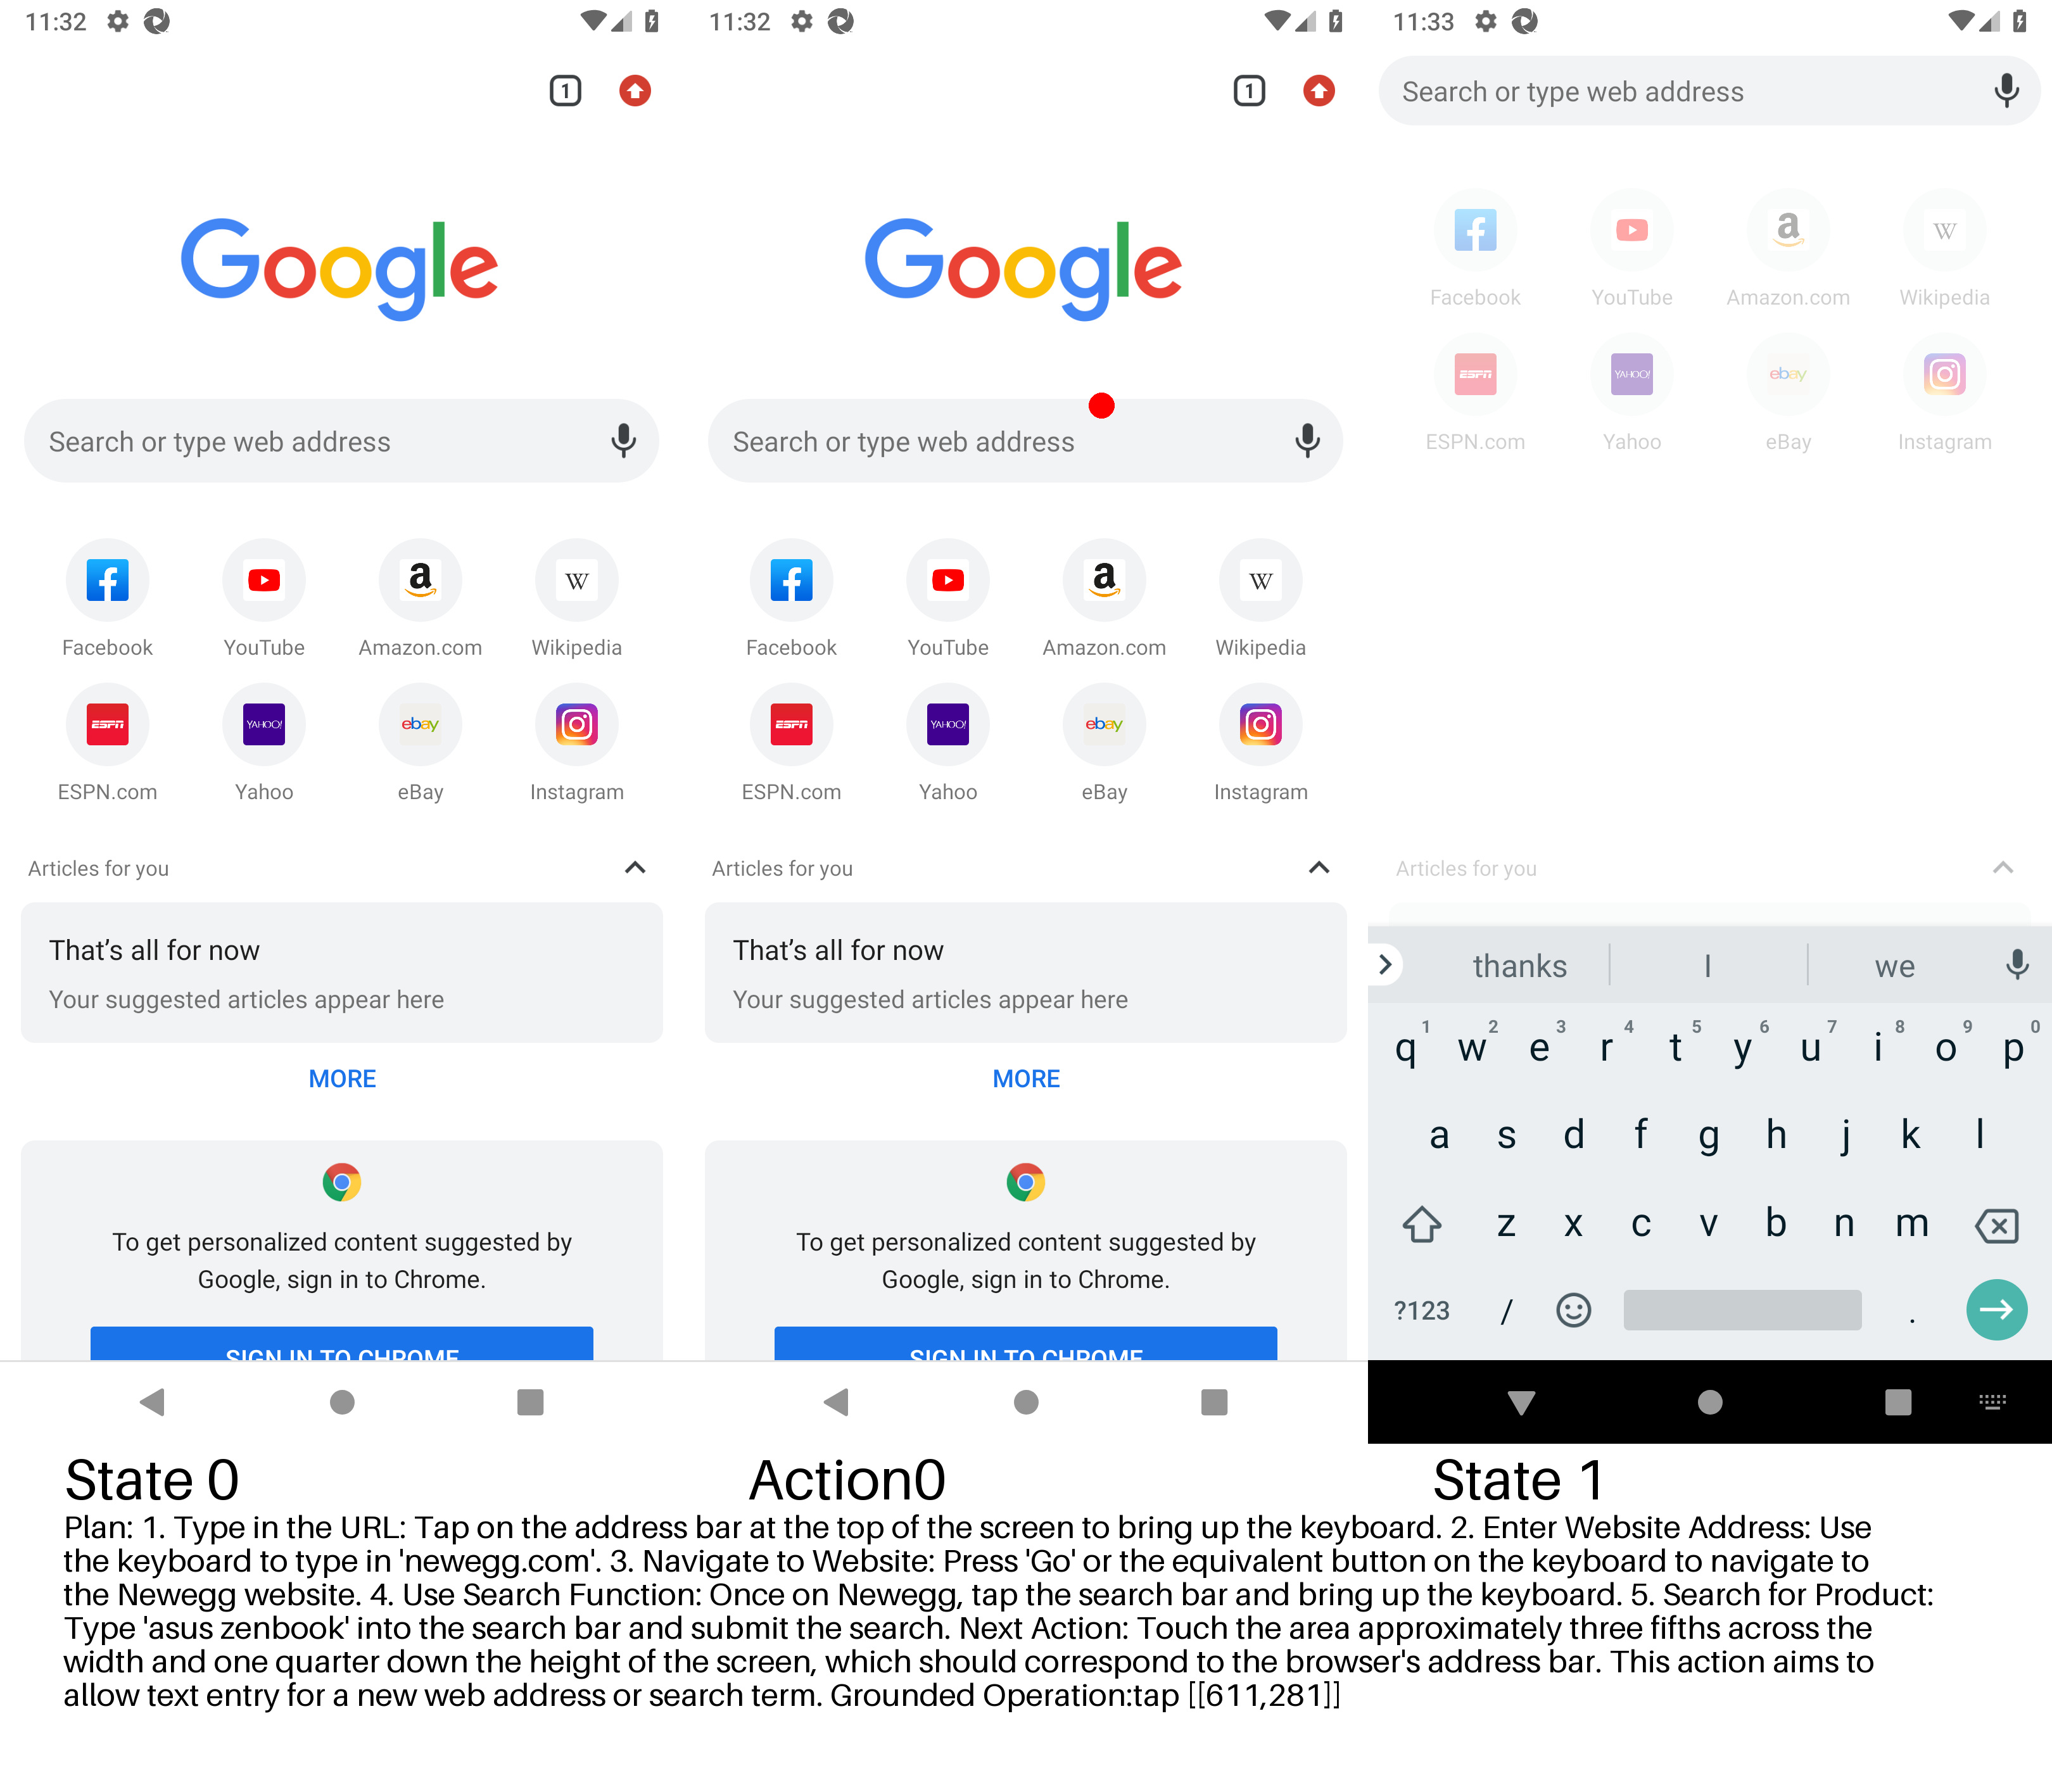 11:32
1
Google
Search or type web address
Facebook YouTube Amazon.com Wikipedia
ESPN YAHOO! ebay
ESPN.com Yahoo eBay Instagram
Articles for you
That's all for now
Your suggested articles appear here
MORE
To get personalized content suggested by
Google, sign in to Chrome.
SIGN IN TO CHROME
11:32
1
Google
Search or type web address
Facebook YouTube Amazon.com Wikipedia
ESPN YAHOO! ebay
ESPN.com Yahoo eBay Instagram
Articles for you
That's all for now
Your suggested articles appear here
MORE
To get personalized content suggested by
Google, sign in to Chrome.
SIGN IN TO CHROME
11:33
Search or type web address
Facebook YouTube Amazon.com Wikipedia
ESPN YAHOO! ebay
ESPN.com Yahoo eBay Instagram
Articles for you
thanks I we
1 2 3 4 5 6 7 8 9 0
q w e r t y u i o p
a s d f g h j k l
z x c v b n m
?123 / .
State 0 Action0 State 1
Plan: 1. Type in the URL: Tap on the address bar at the top of the screen to bring up the keyboard. 2. Enter Website Address: Use
the keyboard to type in 'newegg.com'. 3. Navigate to Website: Press 'Go' or the equivalent button on the keyboard to navigate to
the Newegg website. 4. Use Search Function: Once on Newegg, tap the search bar and bring up the keyboard. 5. Search for Product:
Type 'asus zenbook' into the search bar and submit the search. Next Action: Touch the area approximately three fifths across the
width and one quarter down the height of the screen, which should correspond to the browser's address bar. This action aims to
allow text entry for a new web address or search term. Grounded Operation:tap [[611,281]]